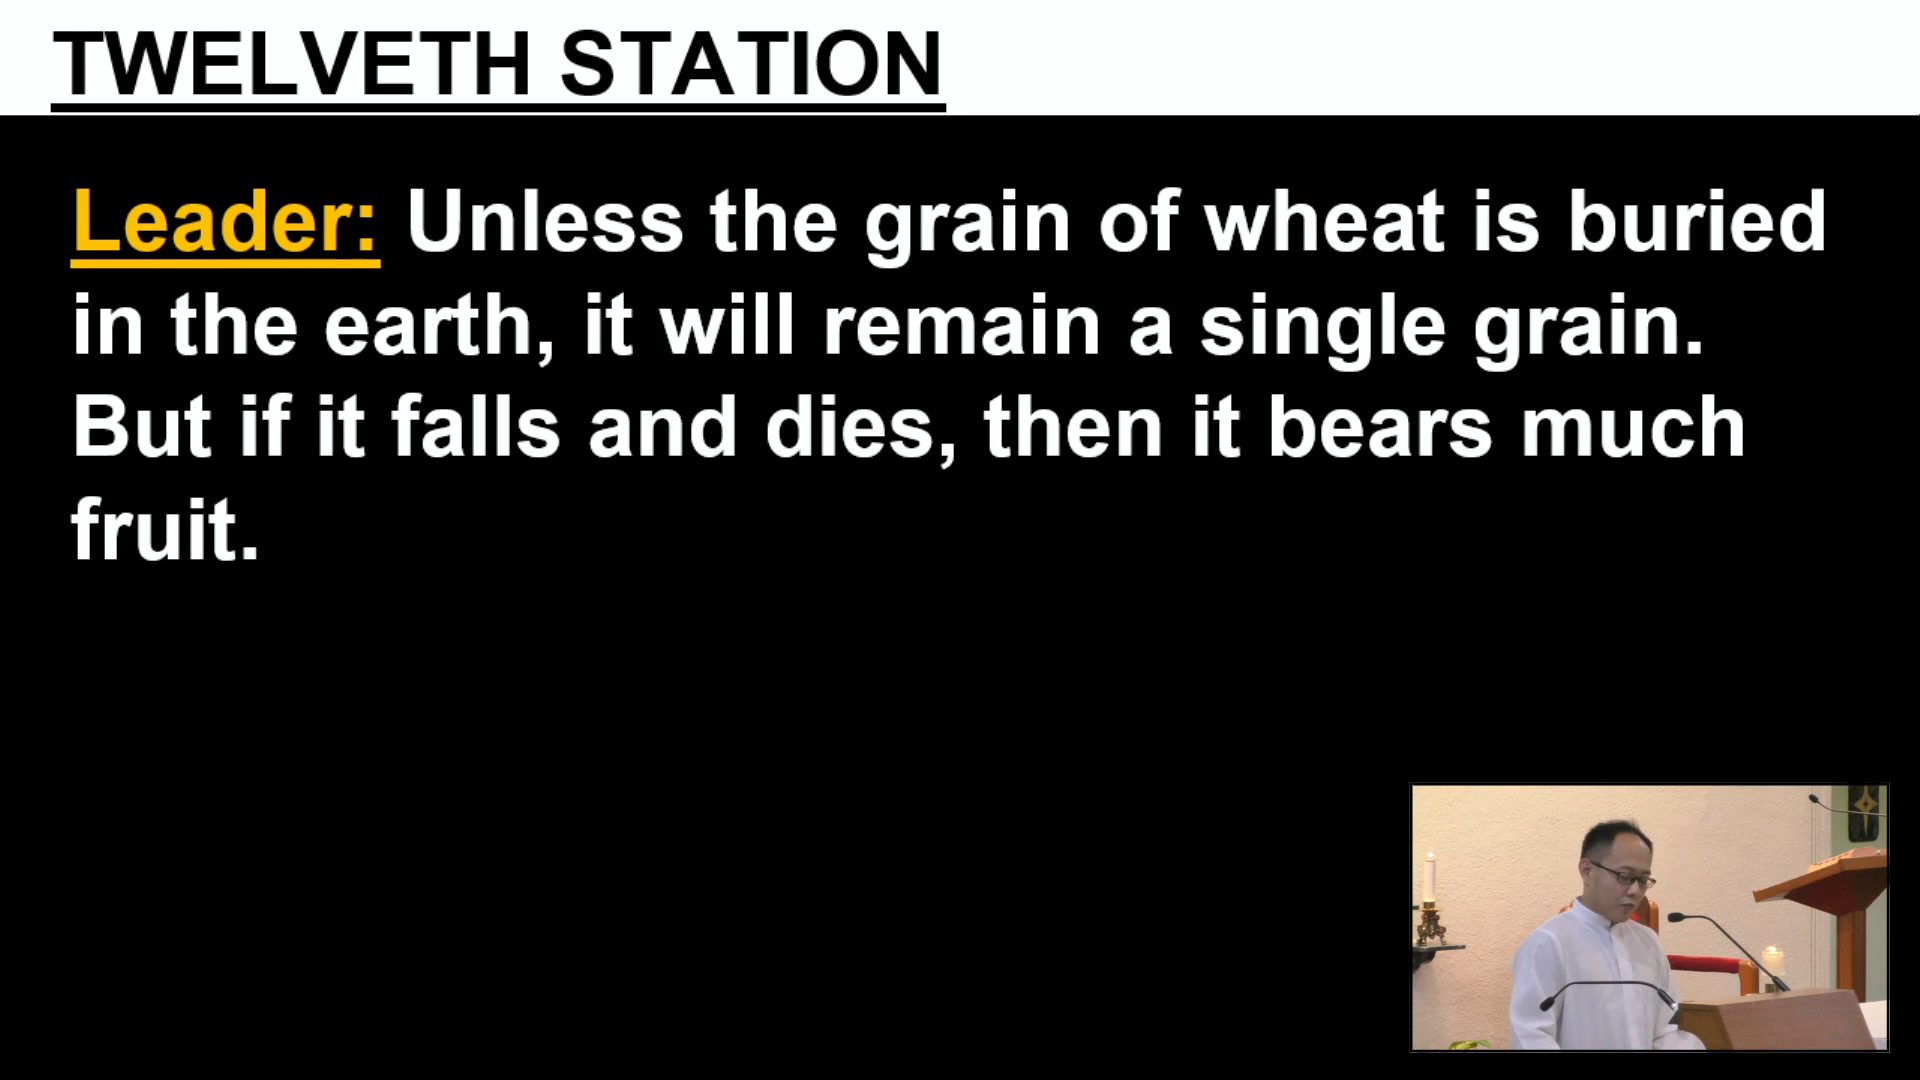 TWELVETH STATION
Leader: Unless the grain of wheat is buried
in the earth, it will remain a single grain.
But if it falls and dies, then it bears much
fruit.